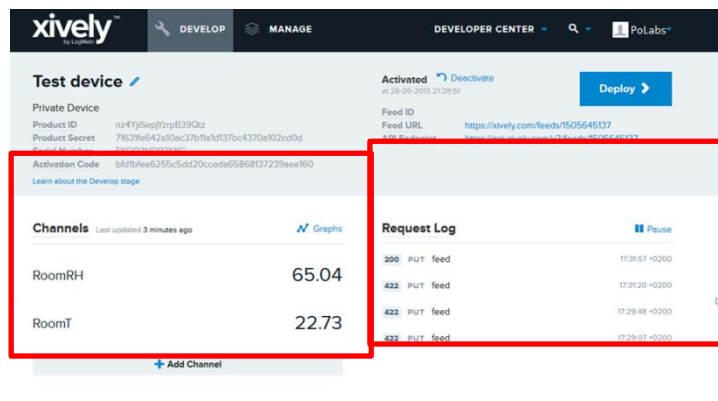 xively™
by LogMeIn
DEVELOP
MANAGE
DEVELOPER CENTER
PoLabs
Test device
Private Device
Product ID
Product Secret 71631fe642a10ec37b11a1d137bc4370a102cd0d
Serial Number
Activation Code bfd1bfea6255c5dd20cceda65868137239aee160
Learn about the Develop stage
Activated Deactivate
at 28-05-2013 21:28:51
Deploy
Feed ID
Feed URL https://xively.com/feeds/1505645137
API Endpoint
Channels Last updated 3 minutes ago Graphs
RoomRH 65.04
RoomT 22.73
+ Add Channel
Request Log Pause
200 PUT feed 17:31:57 +0200
422 PUT feed 17:31:20 +0200
422 PUT feed 17:29:48 +0200
422 PUT feed 17:29:07 +0200